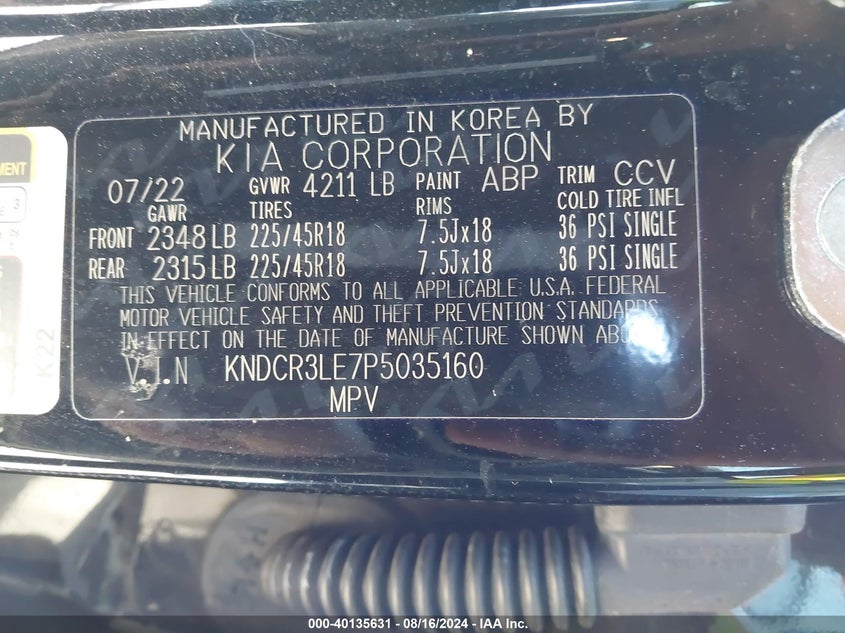 MANUFACTURED IN KOREA BY
KIA CORPORATION
07/22 GVWR 4211 LB PAINT ABP TRIM CCV
GAWR TIRES RIMS COLD TIRE INFL
FRONT 2348 LB 225/45R18 7.5Jx18 36 PSI SINGLE
REAR 2315 LB 225/45R18 7.5Jx18 36 PSI SINGLE
THIS VEHICLE CONFORMS TO ALL APPLICABLE U.S.A. FEDERAL
MOTOR VEHICLE SAFETY AND THEFT PREVENTION STANDARDS
IN EFFECT ON THE DATE OF MANUFACTURE SHOWN
V.I.N KNDCR3LE7P5035160
MPV
MENT
3
K22
000-40135631 - 08/16/2024 - IAA Inc.